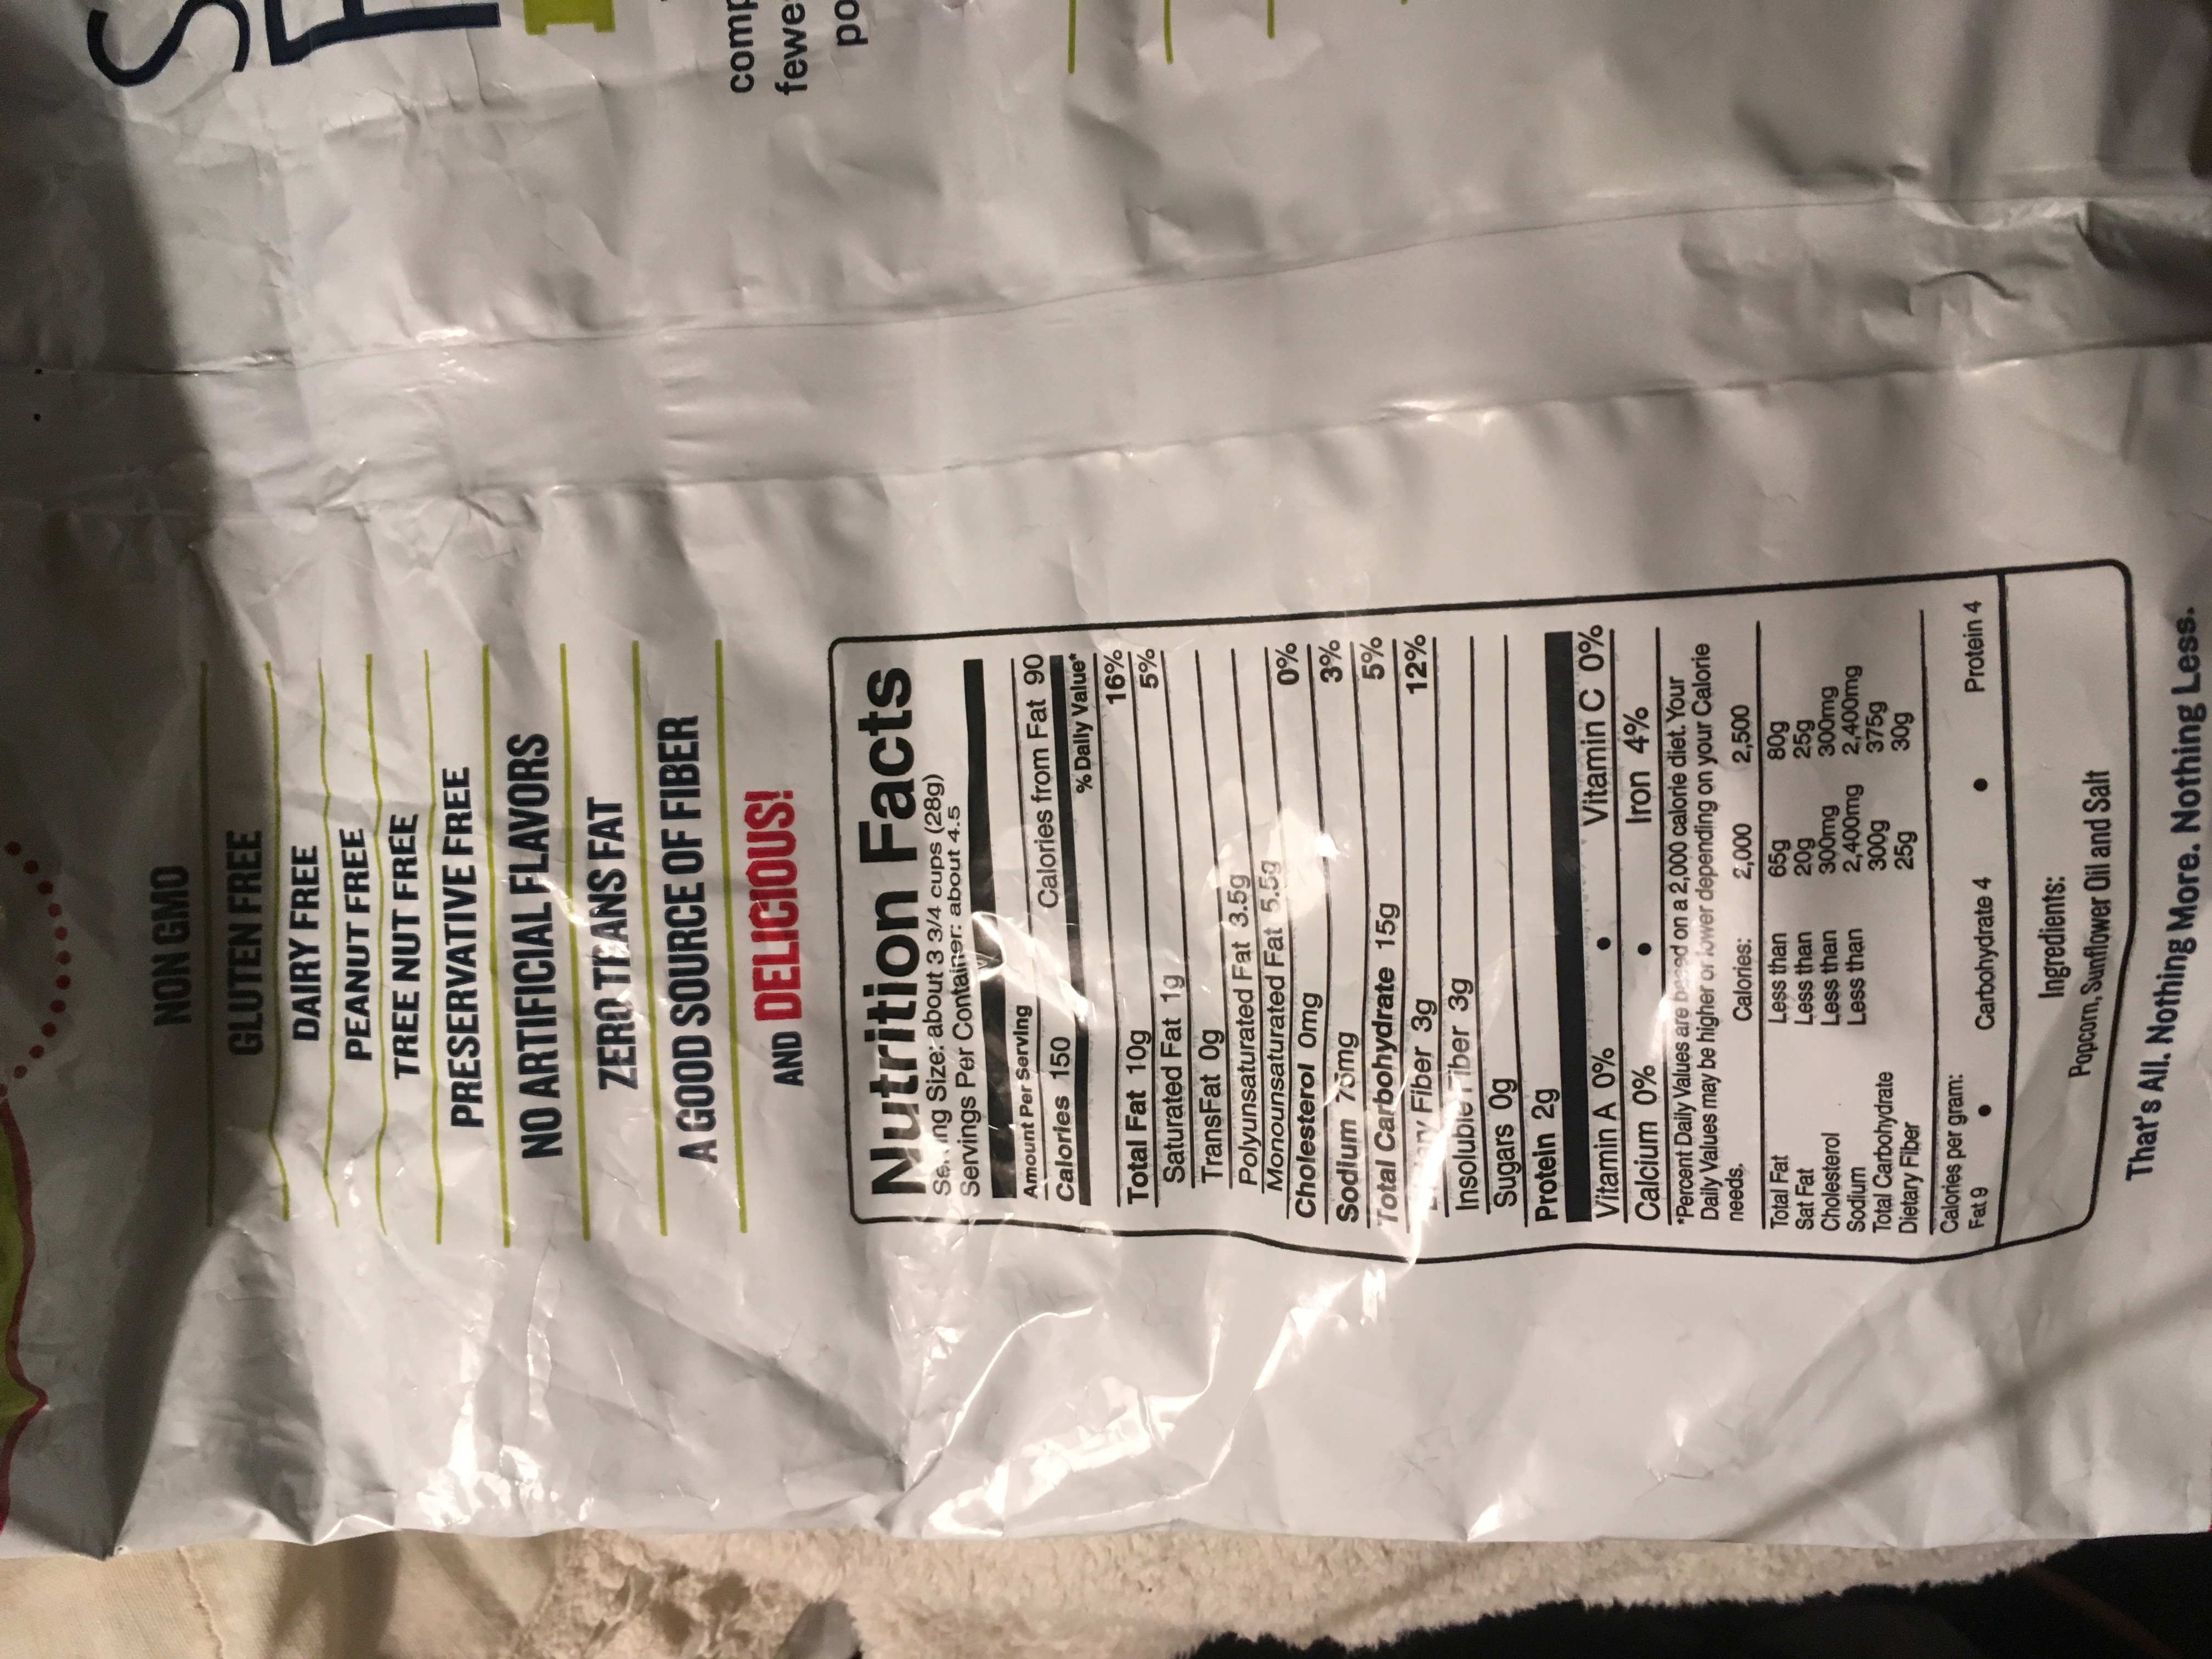 NON GMO
GLUTEN FREE
DAIRY FREE
PEANUT FREE
TREE NUT FREE
PRESERVATIVE FREE
NO ARTIFICIAL FLAVORS
ZERO TRANS FAT
A GOOD SOURCE OF FIBER
AND DELICIOUS!
Nutrition Facts
Serving Size: about 3 3/4 cups (28g)
Servings Per Container: about 4.5
Amount Per Serving
Calories 150 Calories from Fat 90
% Daily Value*
Total Fat 10g 16%
Saturated Fat 1g 5%
TransFat 0g
Polyunsaturated Fat 3.5g
Monounsaturated Fat 5.5g
Cholesterol 0mg 0%
Sodium 75mg 3%
Total Carbohydrate 15g 5%
Dietary Fiber 3g 12%
Insoluble Fiber 3g
Sugars 0g
Protein 2g
Vitamin A 0% • Vitamin C 0%
Calcium 0% • Iron 4%
*Percent Daily Values are based on a 2,000 calorie diet. Your
Daily Values may be higher or lower depending on your Calorie
needs.
Calories: 2,000 2,500
Total Fat Less than 65g 80g
Sat Fat Less than 20g 25g
Cholesterol Less than 300mg 300mg
Sodium Less than 2,400mg 2,400mg
Total Carbohydrate 300g 375g
Dietary Fiber 25g 30g
Calories per gram:
Fat 9 • Carbohydrate 4 • Protein 4
Ingredients:
Popcorn, Sunflower Oil and Salt
That's All. Nothing More. Nothing Less.
S
comp
fewe
po